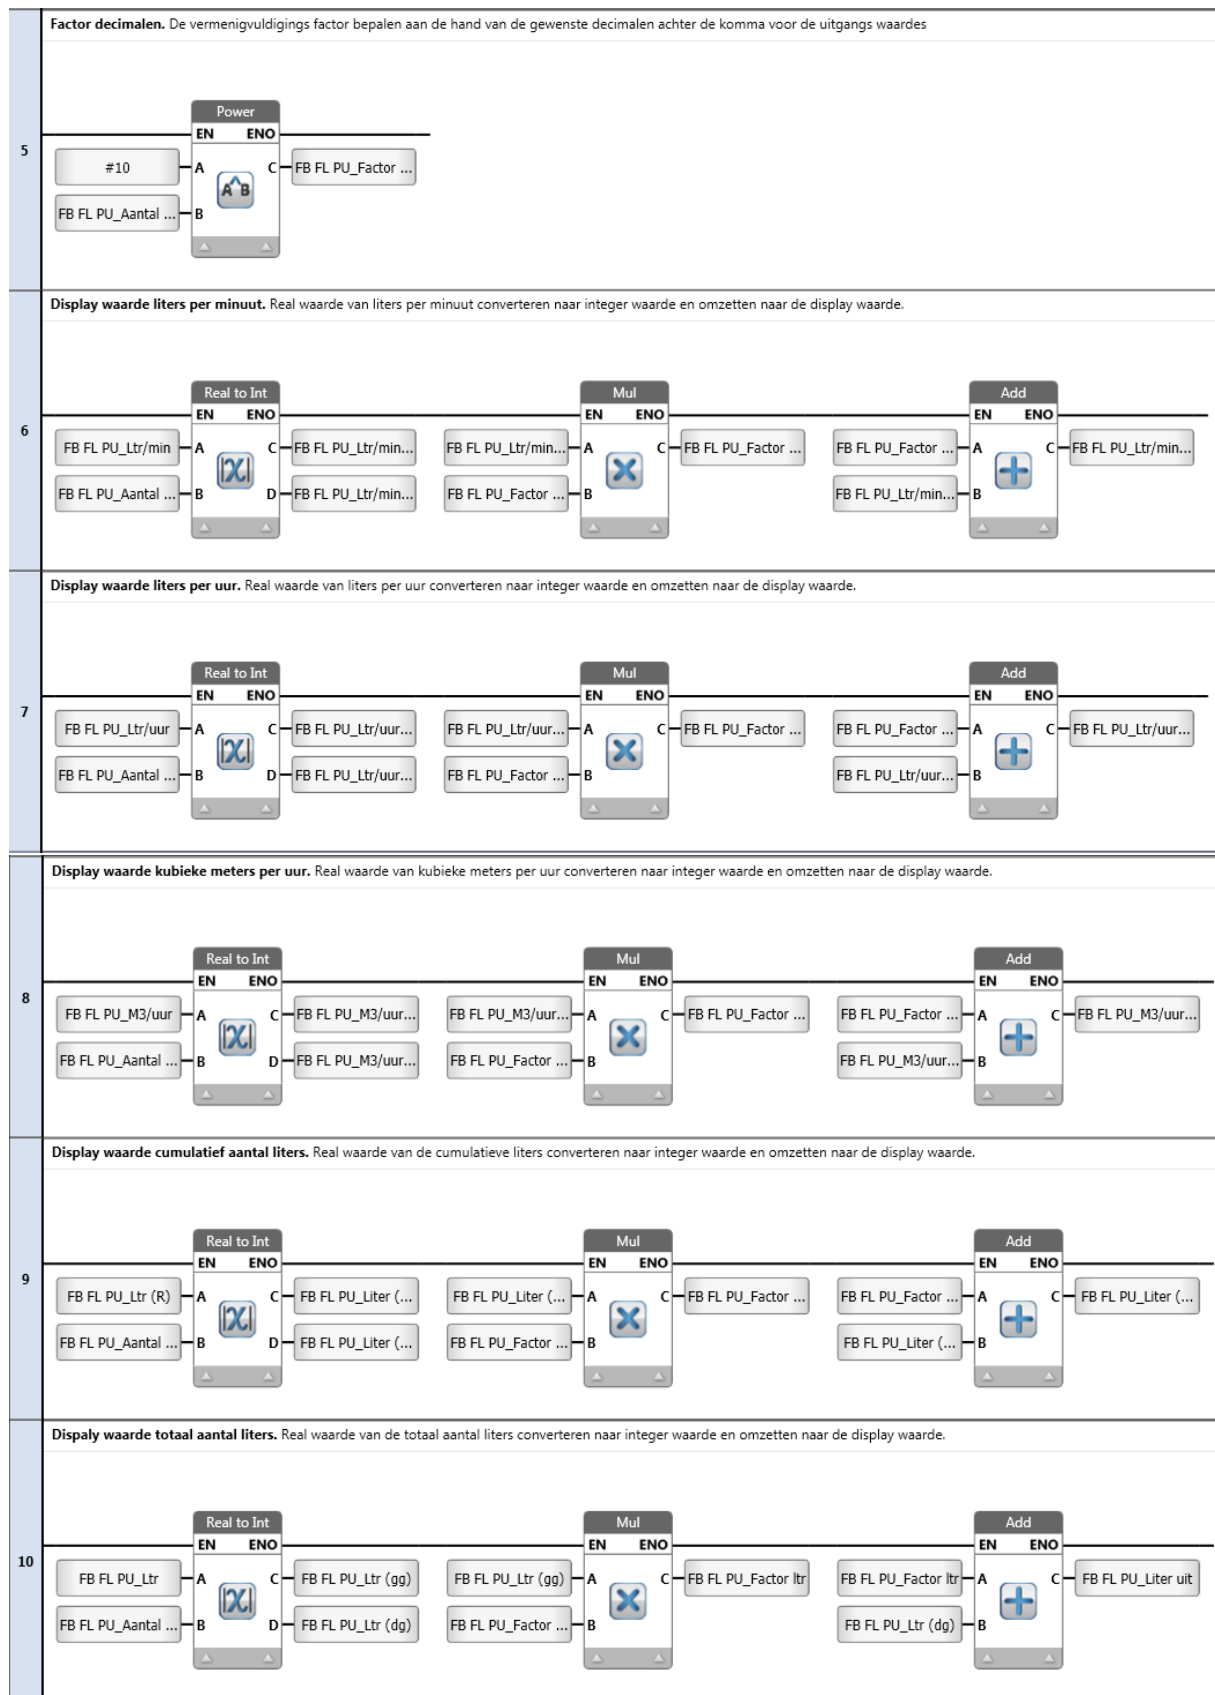 Factor decimalen. De vermenigvuldigings factor bepalen aan de hand van de gewenste decimalen achter de komma voor de uitgangs waardes
5
Power
EN ENO
#10 A C FB FL PU_Factor ...
A^B
FB FL PU_Aantal ... B
Display waarde liters per minuut. Real waarde van liters per minuut converteren naar integer waarde en omzetten naar de display waarde.
6
Real to Int Mul Add
EN ENO EN ENO EN ENO
FB FL PU_Ltr/min A C FB FL PU_Ltr/min... FB FL PU_Ltr/min... A C FB FL PU_Factor ... FB FL PU_Factor ... A C FB FL PU_Ltr/min...
|X|
FB FL PU_Aantal ... B D FB FL PU_Ltr/min... FB FL PU_Factor ... B FB FL PU_Ltr/min... B
Display waarde liters per uur. Real waarde van liters per uur converteren naar integer waarde en omzetten naar de display waarde.
7
Real to Int Mul Add
EN ENO EN ENO EN ENO
FB FL PU_Ltr/uur A C FB FL PU_Ltr/uur... FB FL PU_Ltr/uur... A C FB FL PU_Factor ... FB FL PU_Factor ... A C FB FL PU_Ltr/uur...
|X|
FB FL PU_Aantal ... B D FB FL PU_Ltr/uur... FB FL PU_Factor ... B FB FL PU_Ltr/uur... B
Display waarde kubieke meters per uur. Real waarde van kubieke meters per uur converteren naar integer waarde en omzetten naar de display waarde.
8
Real to Int Mul Add
EN ENO EN ENO EN ENO
FB FL PU_M3/uur A C FB FL PU_M3/uur... FB FL PU_M3/uur... A C FB FL PU_Factor ... FB FL PU_Factor ... A C FB FL PU_M3/uur...
|X|
FB FL PU_Aantal ... B D FB FL PU_M3/uur... FB FL PU_Factor ... B FB FL PU_M3/uur... B
Display waarde cumulatief aantal liters. Real waarde van de cumulatieve liters converteren naar integer waarde en omzetten naar de display waarde.
9
Real to Int Mul Add
EN ENO EN ENO EN ENO
FB FL PU_Ltr (R) A C FB FL PU_Liter (... FB FL PU_Liter (... A C FB FL PU_Factor ... FB FL PU_Factor ... A C FB FL PU_Liter (...
|X|
FB FL PU_Aantal ... B D FB FL PU_Liter (... FB FL PU_Factor ... B FB FL PU_Liter (... B
Dispaly waarde totaal aantal liters. Real waarde van de totaal aantal liters converteren naar integer waarde en omzetten naar de display waarde.
10
Real to Int Mul Add
EN ENO EN ENO EN ENO
FB FL PU_Ltr A C FB FL PU_Ltr (gg) FB FL PU_Ltr (gg) A C FB FL PU_Factor ltr FB FL PU_Factor ltr A C FB FL PU_Liter uit
|X|
FB FL PU_Aantal ... B D FB FL PU_Ltr (dg) FB FL PU_Factor ... B FB FL PU_Ltr (dg) B